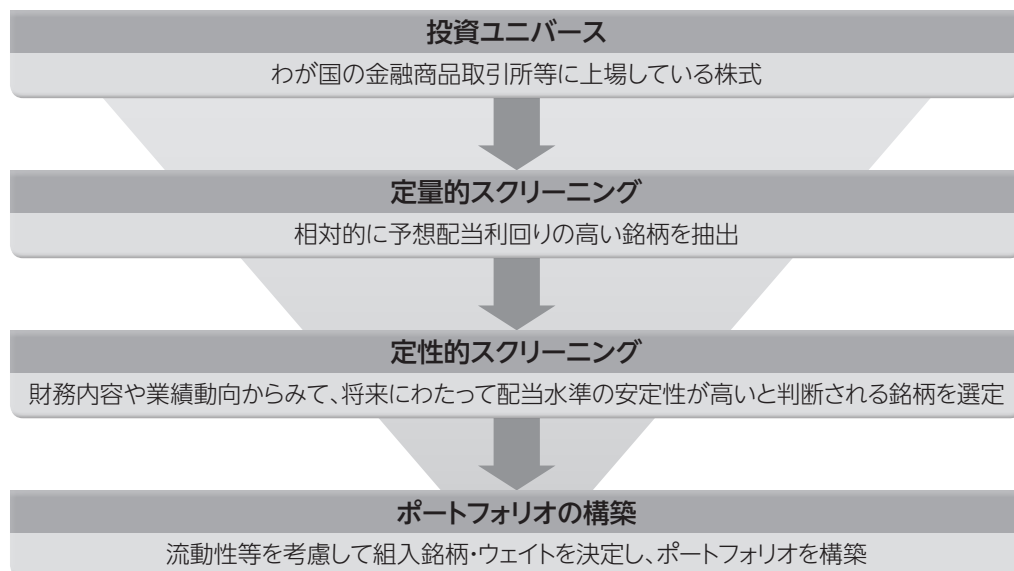 投資ユニバース
わが国の金融商品取引所等に上場している株式
定量的スクリーニング
相対的に予想配当利回りの高い銘柄を抽出
定性的スクリーニング
財務内容や業績動向からみて、将来にわたって配当水準の安定性が高いと判断される銘柄を選定
ポートフォリオの構築
流動性等を考慮して組入銘柄・ウェイトを決定し、ポートフォリオを構築